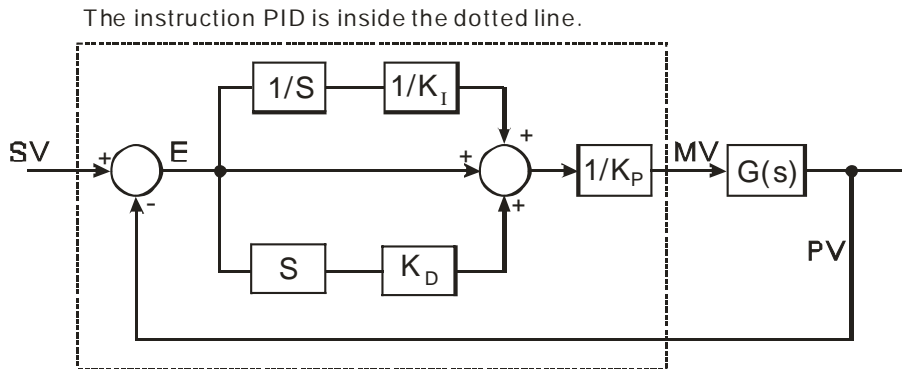 The instruction PID is inside the dotted line.
1/S 1/K_I
+
SV + E + 1/K_P MV G(s)
- +
S K_D PV